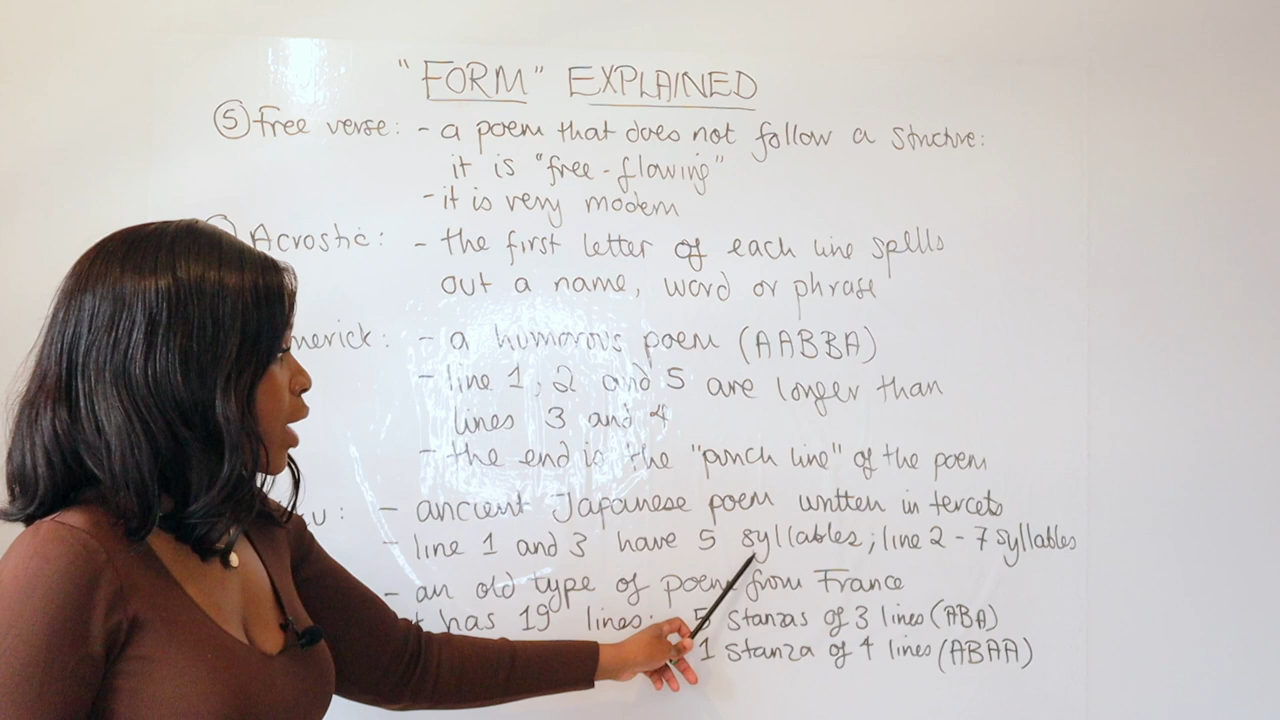 "FORM" EXPLAINED
5 free verse: - a poem that does not follow a structure:
it is "free-flowing"
- it is very modern
Acrostic: - the first letter of each line spells
out a name, word or phrase
merick: - a humorous poem (AABBA)
- line 1, 2 and 5 are longer than
lines 3 and 4
- the end is the "punch line" of the poem
ku: - ancient Japanese poem written in tercets
- line 1 and 3 have 5 syllables; line 2 - 7 syllables
- an old type of poem from France
t has 19 lines: 5 stanzas of 3 lines (ABA)
1 stanza of 4 lines (ABAA)